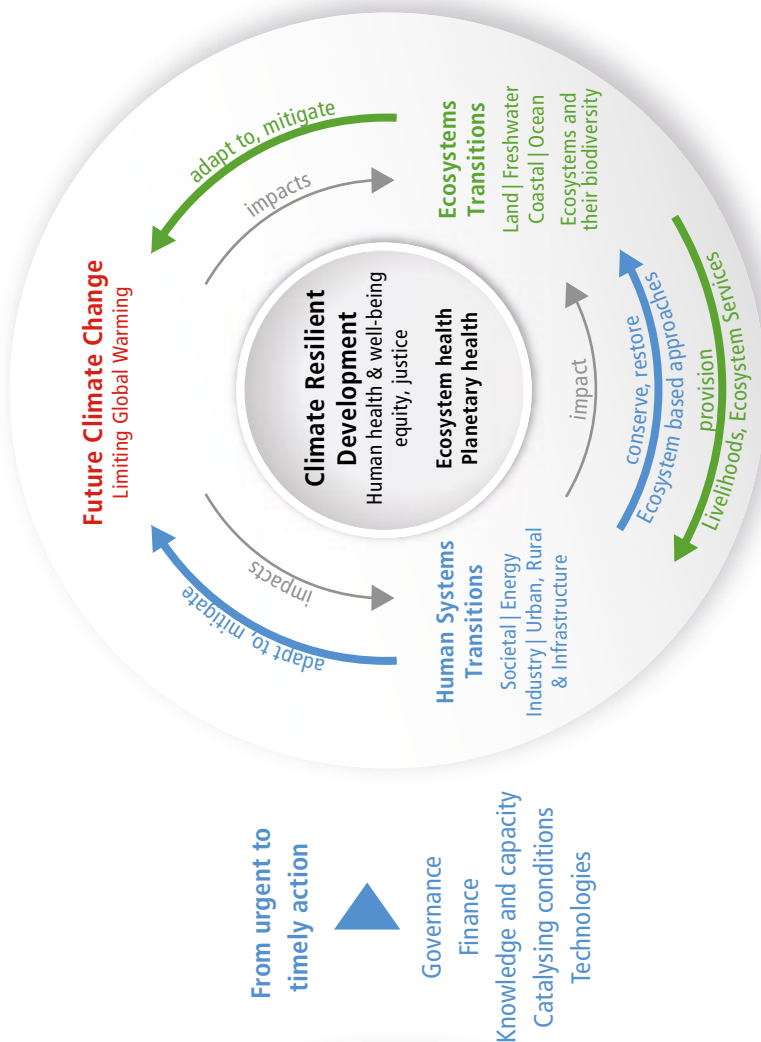 From urgent to
timely action
Governance
Finance
Knowledge and capacity
Catalysing conditions
Technologies
Future Climate Change
Limiting Global Warming
adapt to, mitigate
impacts
impacts
adapt to, mitigate
Climate Resilient
Development
Human health & well-being
equity, justice
Ecosystem health
Planetary health
Human Systems
Transitions
Societal | Energy
Industry | Urban, Rural
& Infrastructure
Ecosystems
Transitions
Land | Freshwater
Coastal | Ocean
Ecosystems and
their biodiversity
impact
conserve, restore
Ecosystem based approaches
provision
Livelihoods, Ecosystem Services